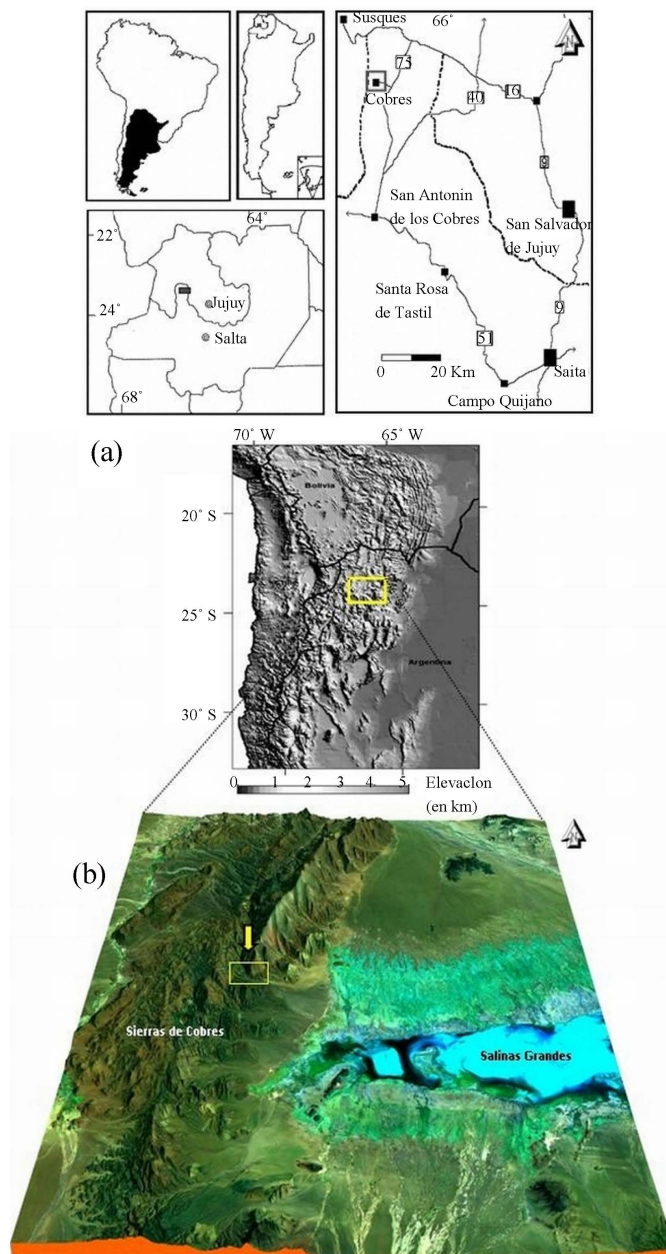 Susques
66°
N
75
16
40
Cobres
9
San Antonin
de los Cobres
San Salvador
de Jujuy
Santa Rosa
de Tastil
9
51
0 20 Km
Saita
Campo Quijano
64°
22°
Jujuy
24°
Salta
68°
(a)
70° W 65° W
Bolivia
20° S
25° S
Argentina
30° S
0 1 2 3 4 5 Elevaclon
(en km)
N
(b)
Sierras de Cobres
Salinas Grandes